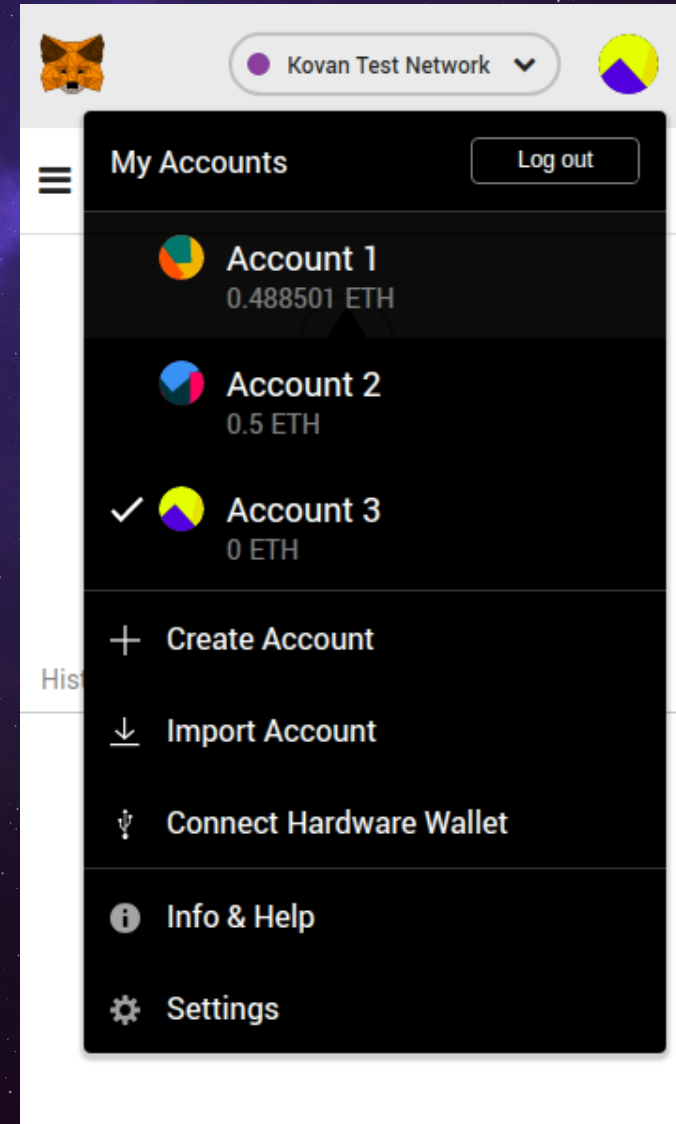 Kovan Test Network
My Accounts
Log out
Account 1
0.488501 ETH
Account 2
0.5 ETH
Account 3
0 ETH
Create Account
Hist
Import Account
Connect Hardware Wallet
Info & Help
Settings